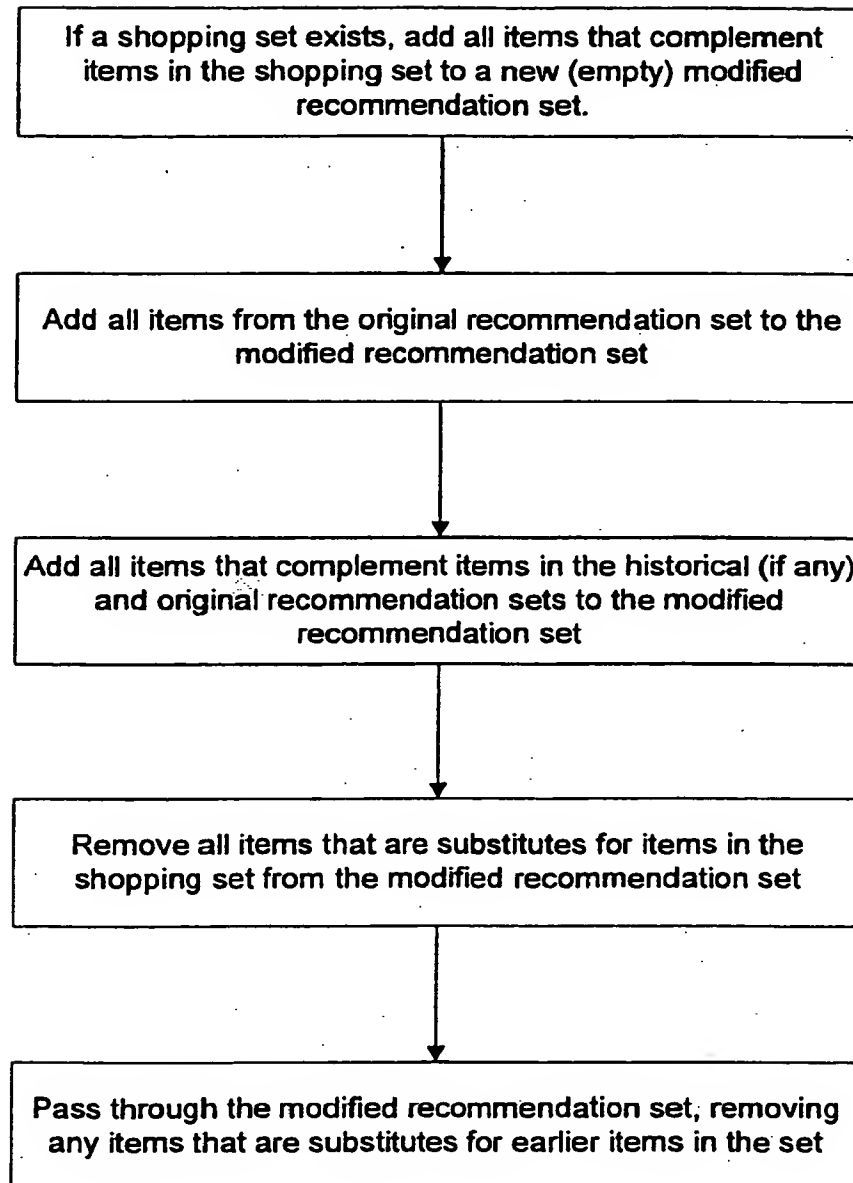 If a shopping set exists, add all items that complement
items in the shopping set to a new (empty) modified
recommendation set.
Add all items from the original recommendation set to the
modified recommendation set
Add all items that complement items in the historical (if any)
and original recommendation sets to the modified
recommendation set
Remove all items that are substitutes for items in the
shopping set from the modified recommendation set
Pass through the modified recommendation set, removing
any items that are substitutes for earlier items in the set